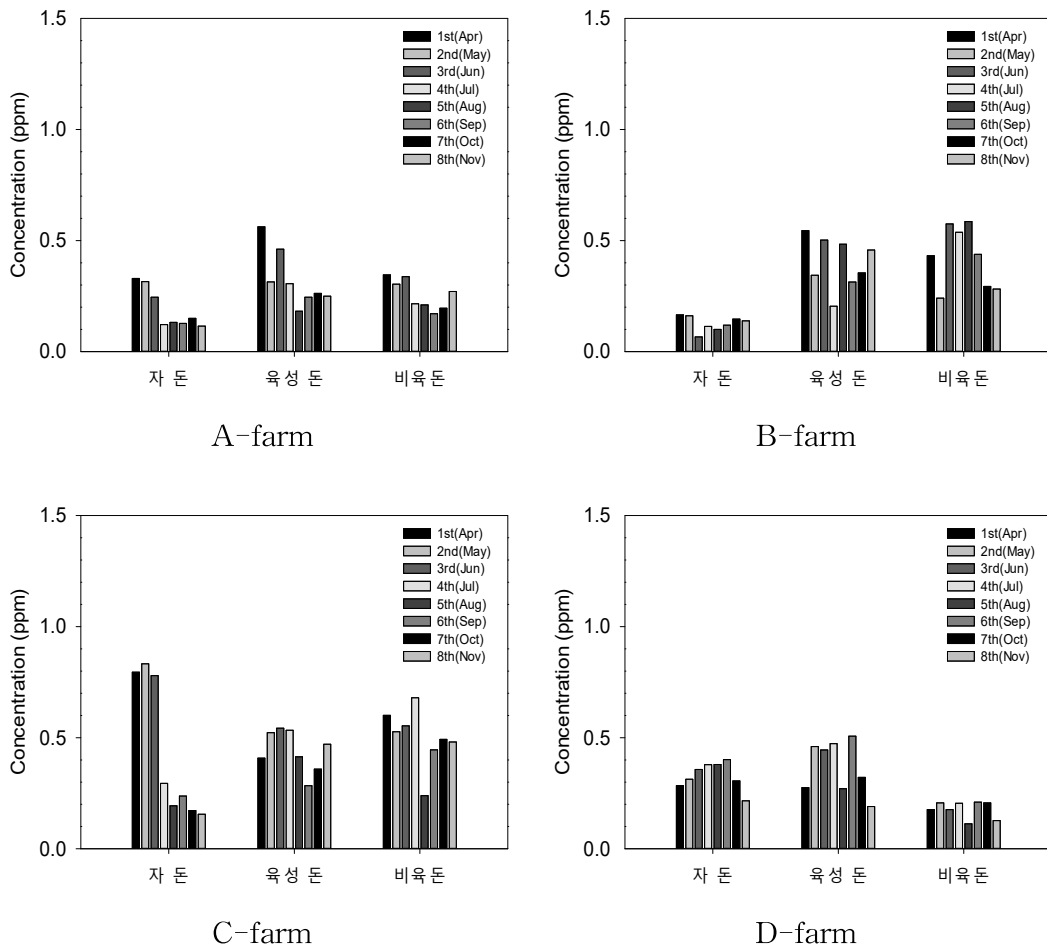 1.5
1.0
0.5
0.0
Concentration (ppm)
1st(Apr)
2nd(May)
3rd(Jun)
4th(Jul)
5th(Aug)
6th(Sep)
7th(Oct)
8th(Nov)
자 돈
육성 돈
비육돈
A-farm
1.5
1.0
0.5
0.0
Concentration (ppm)
1st(Apr)
2nd(May)
3rd(Jun)
4th(Jul)
5th(Aug)
6th(Sep)
7th(Oct)
8th(Nov)
자 돈
육성 돈
비육돈
B-farm
1.5
1.0
0.5
0.0
Concentration (ppm)
1st(Apr)
2nd(May)
3rd(Jun)
4th(Jul)
5th(Aug)
6th(Sep)
7th(Oct)
8th(Nov)
자 돈
육성 돈
비육돈
C-farm
1.5
1.0
0.5
0.0
Concentration (ppm)
1st(Apr)
2nd(May)
3rd(Jun)
4th(Jul)
5th(Aug)
6th(Sep)
7th(Oct)
8th(Nov)
자 돈
육성 돈
비육돈
D-farm